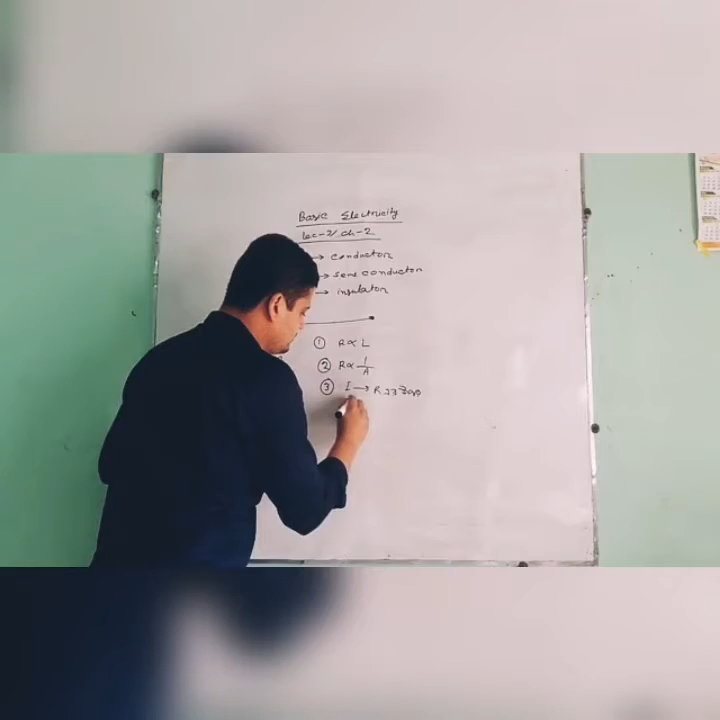 Basic Electricity
Lec-2/ch-2
→ conductor
→ semi conductor
→ insulator
① R ∝ L
② R ∝ 1/A
③ I → R